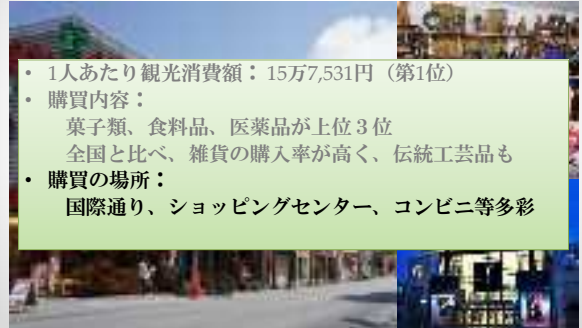 • 1人あたり観光消費額：15万7,531円（第1位）
• 購買内容：
菓子類、食料品、医薬品が上位３位
全国と比べ、雑貨の購入率が高く、伝統工芸品も
• 購買の場所：
国際通り、ショッピングセンター、コンビニ等多彩